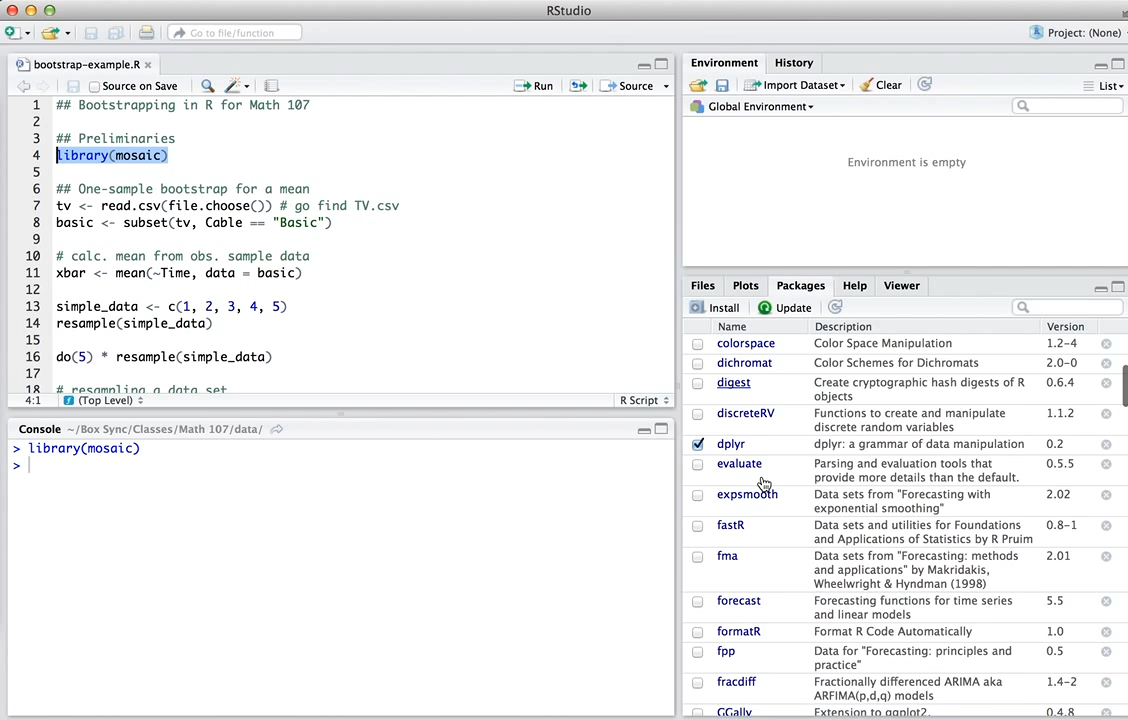 RStudio
Go to file/function
Project: (None)
bootstrap-example.R
Source on Save
Run
Source
1 ## Bootstrapping in R for Math 107
2
3 ## Preliminaries
4 library(mosaic)
5
6 ## One-sample bootstrap for a mean
7 tv <- read.csv(file.choose()) # go find TV.csv
8 basic <- subset(tv, Cable == "Basic")
9
10 # calc. mean from obs. sample data
11 xbar <- mean(~Time, data = basic)
12
13 simple_data <- c(1, 2, 3, 4, 5)
14 resample(simple_data)
15
16 do(5) * resample(simple_data)
17
18 # resampling a data set
4:1 (Top Level) R Script
Console ~/Box Sync/Classes/Math 107/data/
> library(mosaic)
>
Environment History
Import Dataset Clear List
Global Environment
Environment is empty
Files Plots Packages Help Viewer
Install Update
Name Description Version
colorspace Color Space Manipulation 1.2-4
dichromat Color Schemes for Dichromats 2.0-0
digest Create cryptographic hash digests of R 0.6.4
objects
discreteRV Functions to create and manipulate 1.1.2
discrete random variables
dplyr dplyr: a grammar of data manipulation 0.2
evaluate Parsing and evaluation tools that 0.5.5
provide more details than the default.
expsmooth Data sets from "Forecasting with 2.02
exponential smoothing"
fastR Data sets and utilities for Foundations 0.8-1
and Applications of Statistics by R Pruim
fma Data sets from "Forecasting: methods 2.01
and applications" by Makridakis,
Wheelwright & Hyndman (1998)
forecast Forecasting functions for time series 5.5
and linear models
formatR Format R Code Automatically 1.0
fpp Data for "Forecasting: principles and 0.5
practice"
fracdiff Fractionally differenced ARIMA aka 1.4-2
ARFIMA(p,d,q) models
GGally Extension to ggplot2. 0.4.8